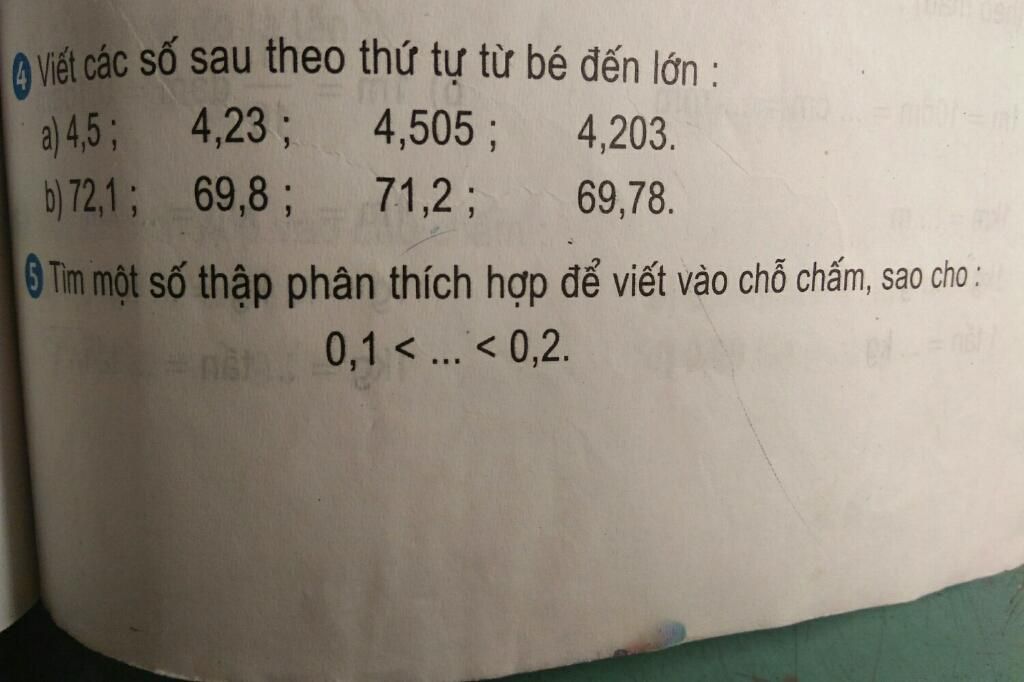 4 Viết các số sau theo thứ tự từ bé đến lớn :
a) 4,5 ; 4,23 ; 4,505 ; 4,203.
b) 72,1 ; 69,8 ; 71,2 ; 69,78.
5 Tìm một số thập phân thích hợp để viết vào chỗ chấm, sao cho :
0,1 < ... < 0,2.